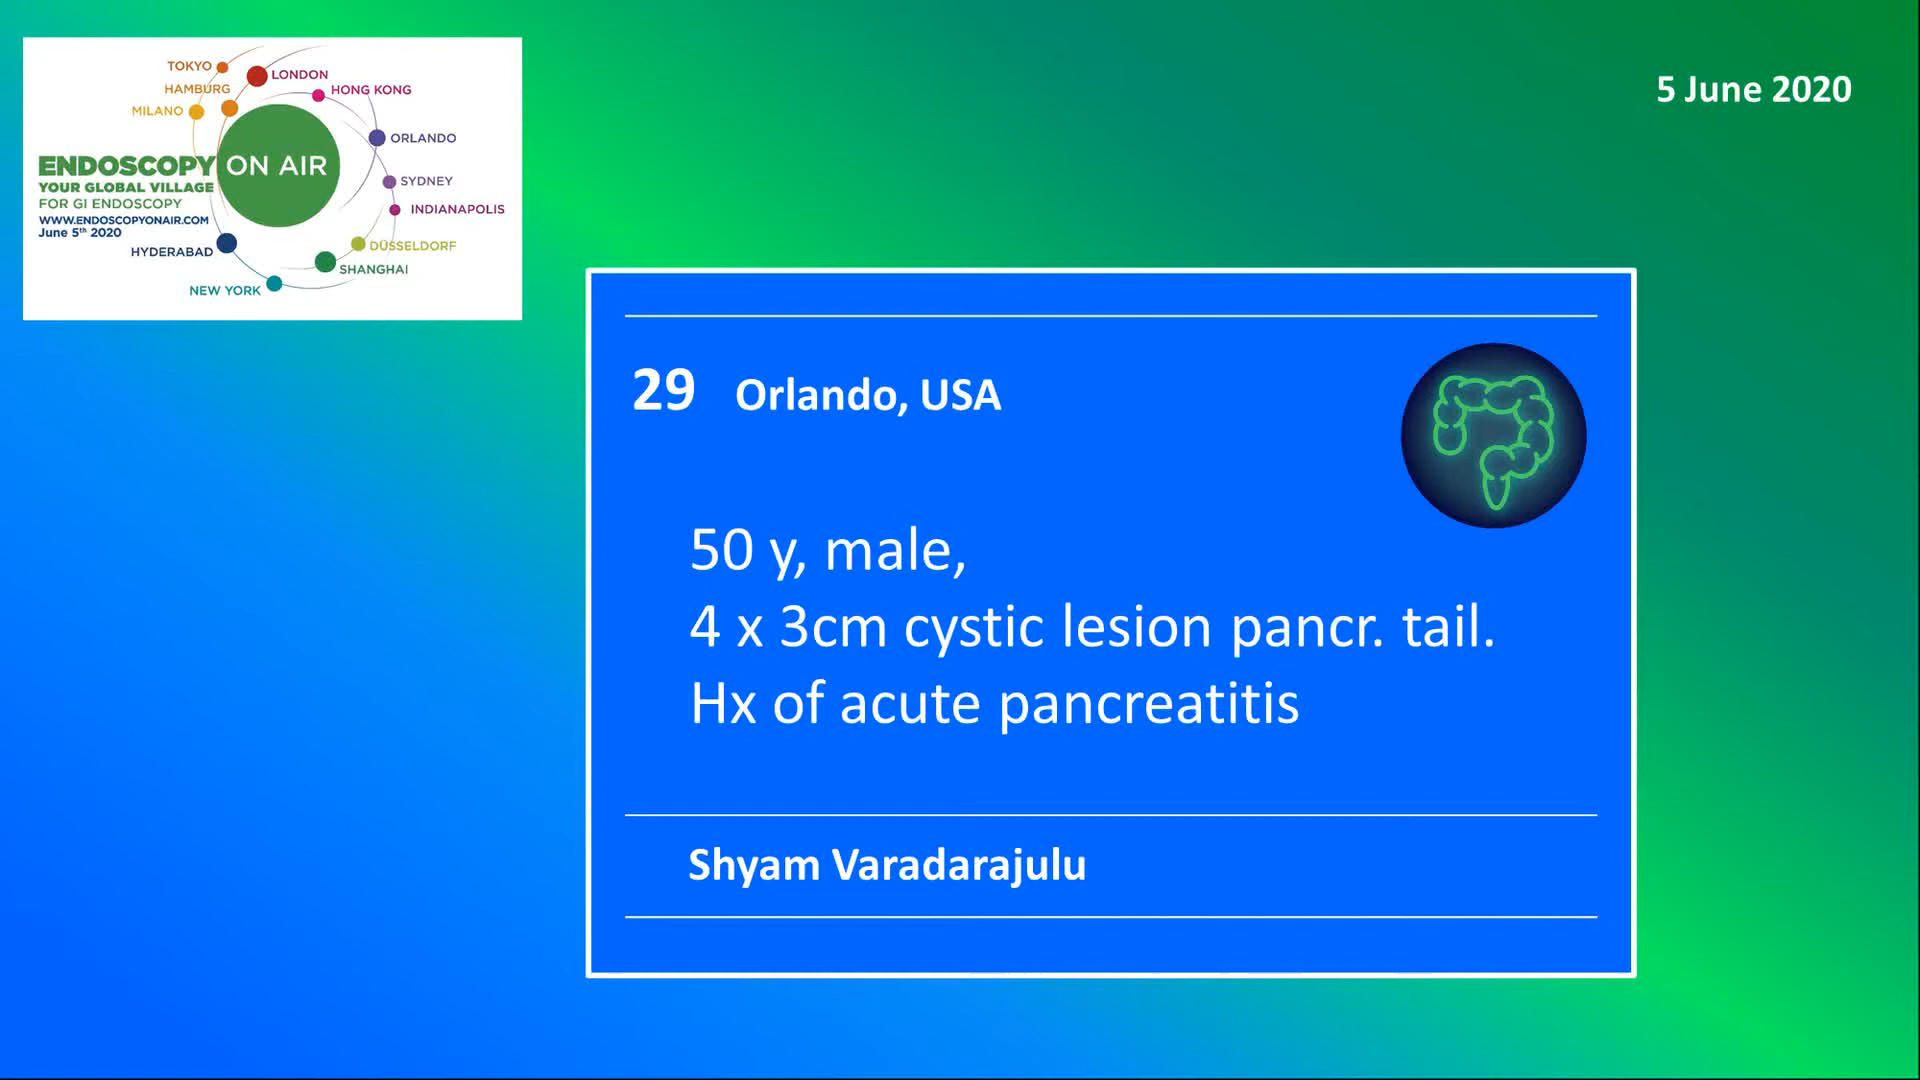 TOKYO
LONDON
HAMBURG
HONG KONG
MILANO
ORLANDO
ENDOSCOPY ON AIR
YOUR GLOBAL VILLAGE
SYDNEY
FOR GI ENDOSCOPY
INDIANAPOLIS
WWW.ENDOSCOPYONAIR.COM
June 5th 2020
HYDERABAD
DÜSSELDORF
SHANGHAI
NEW YORK
5 June 2020
29 Orlando, USA
50 y, male,
4 x 3cm cystic lesion pancr. tail.
Hx of acute pancreatitis
Shyam Varadarajulu